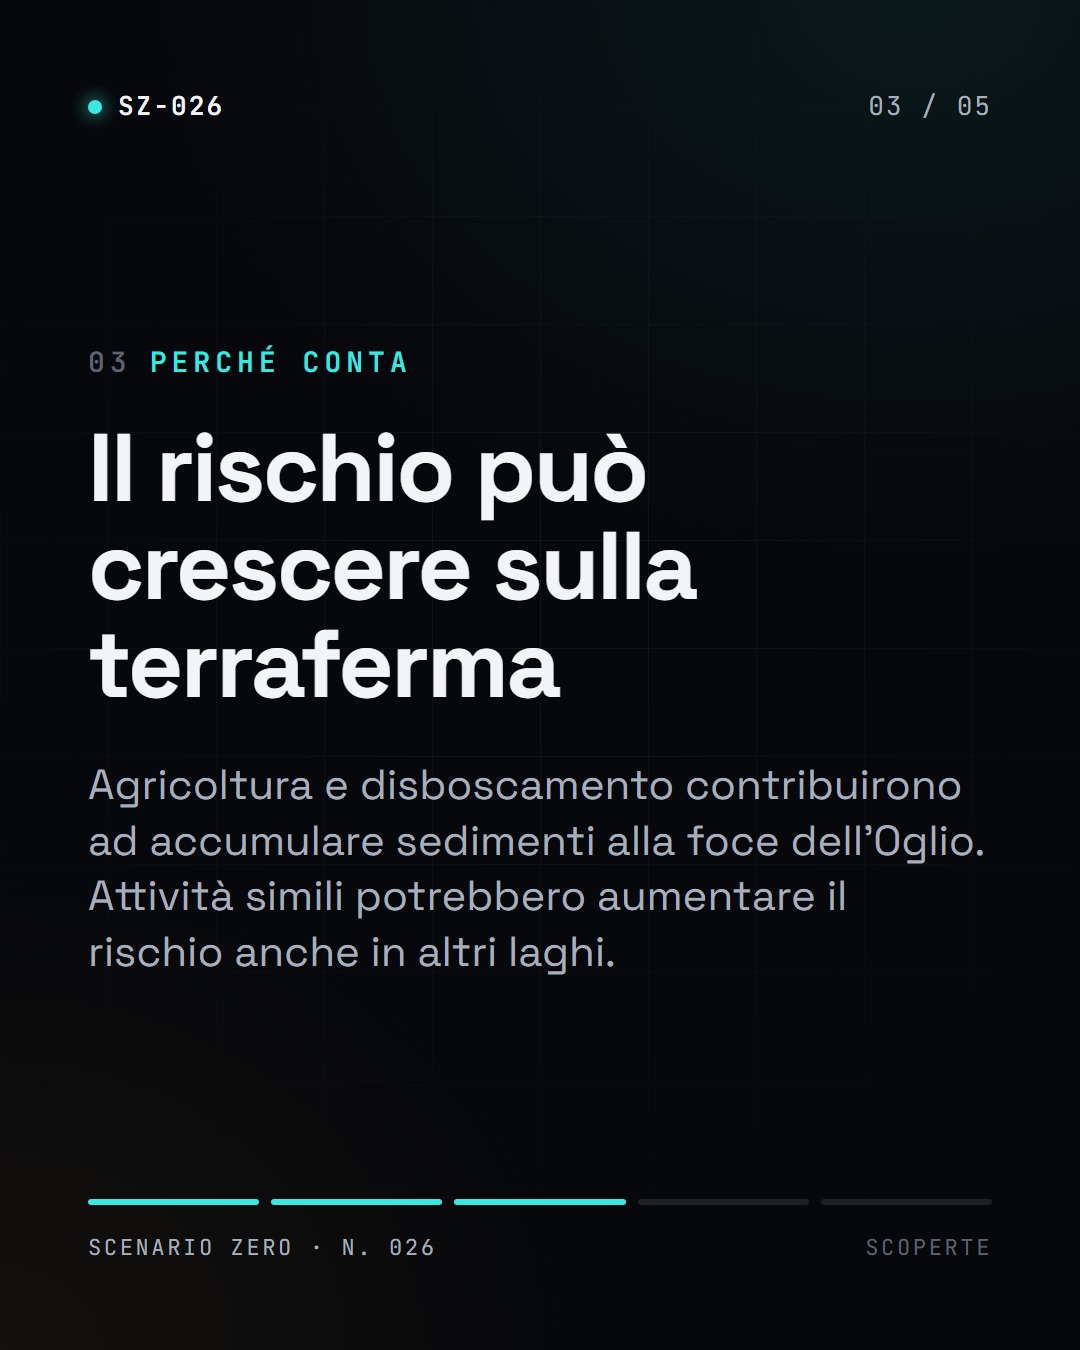 SZ-026
03 / 05
03 PERCHÉ CONTA
Il rischio può
crescere sulla
terraferma
Agricoltura e disboscamento contribuirono
ad accumulare sedimenti alla foce dell’Oglio.
Attività simili potrebbero aumentare il
rischio anche in altri laghi.
SCENARIO ZERO · N. 026
SCOPERTE